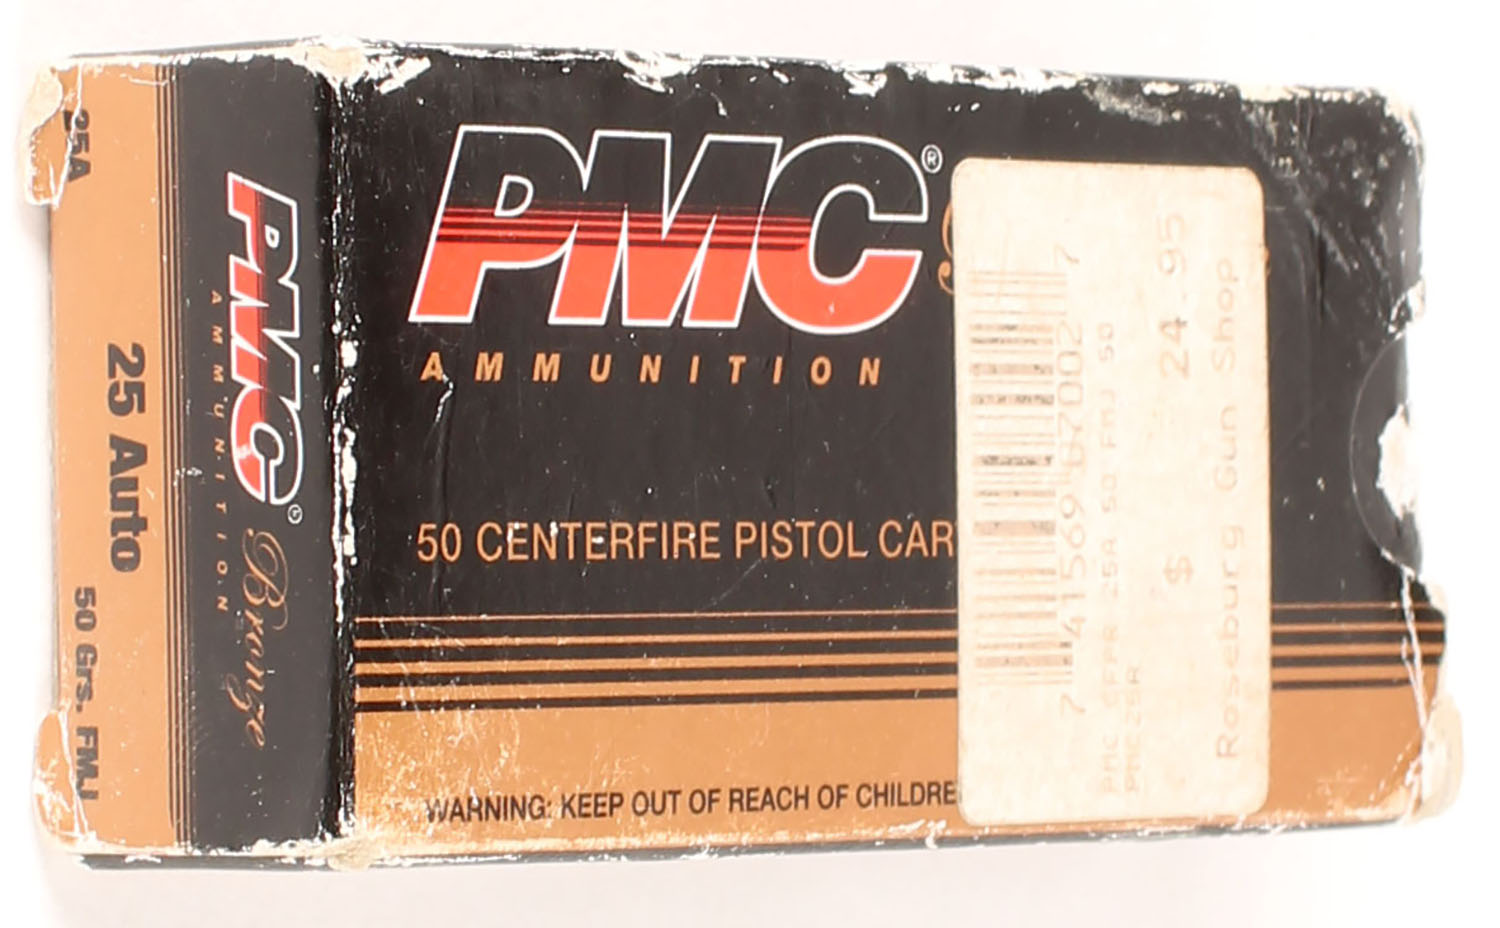 25A
25 Auto
50 Grs. FMJ
PMC®
AMMUNITION
Bronze
PMC®
AMMUNITION
50 CENTERFIRE PISTOL CAR
WARNING: KEEP OUT OF REACH OF CHILDRE
7 41569 07002 7
PMC CFPR 25A 50 FMJ 50
PMC25A
$ 24.95
Roseburg Gun Shop